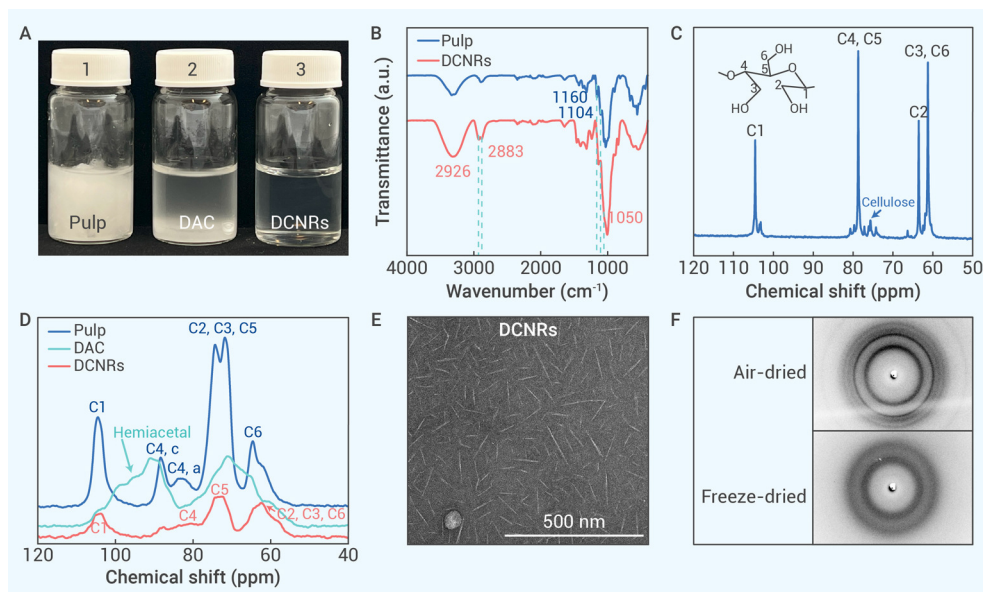 A
1
2
3
Pulp
DAC
DCNRs
B
Pulp
DCNRs
1160
1104
2926
2883
1050
Transmittance (a.u.)
4000
3000
2000
1000
Wavenumber (cm⁻¹)
C
C4, C5
C3, C6
C2
C1
Cellulose
6
OH
5
4
O
O
3
2
1
HO
OH
120
110
100
90
80
70
60
50
Chemical shift (ppm)
D
Pulp
DAC
DCNRs
C2, C3, C5
C1
Hemiacetal
C4, c
C4, a
C6
C5
C4
C1
C2, C3, C6
120
100
80
60
40
Chemical shift (ppm)
E
DCNRs
500 nm
F
Air-dried
Freeze-dried